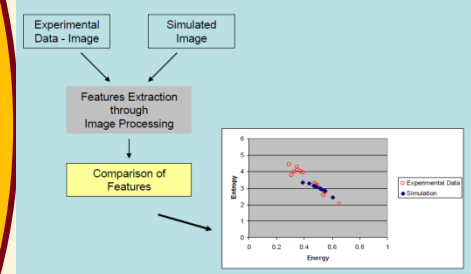 Experimental
Data - Image
Simulated
Image
Features Extraction
through
Image Processing
Comparison of
Features
6
5
4
3
2
1
0
Entropy
0 0.2 0.4 0.6 0.8 1
Energy
Experimental Data
Simulation